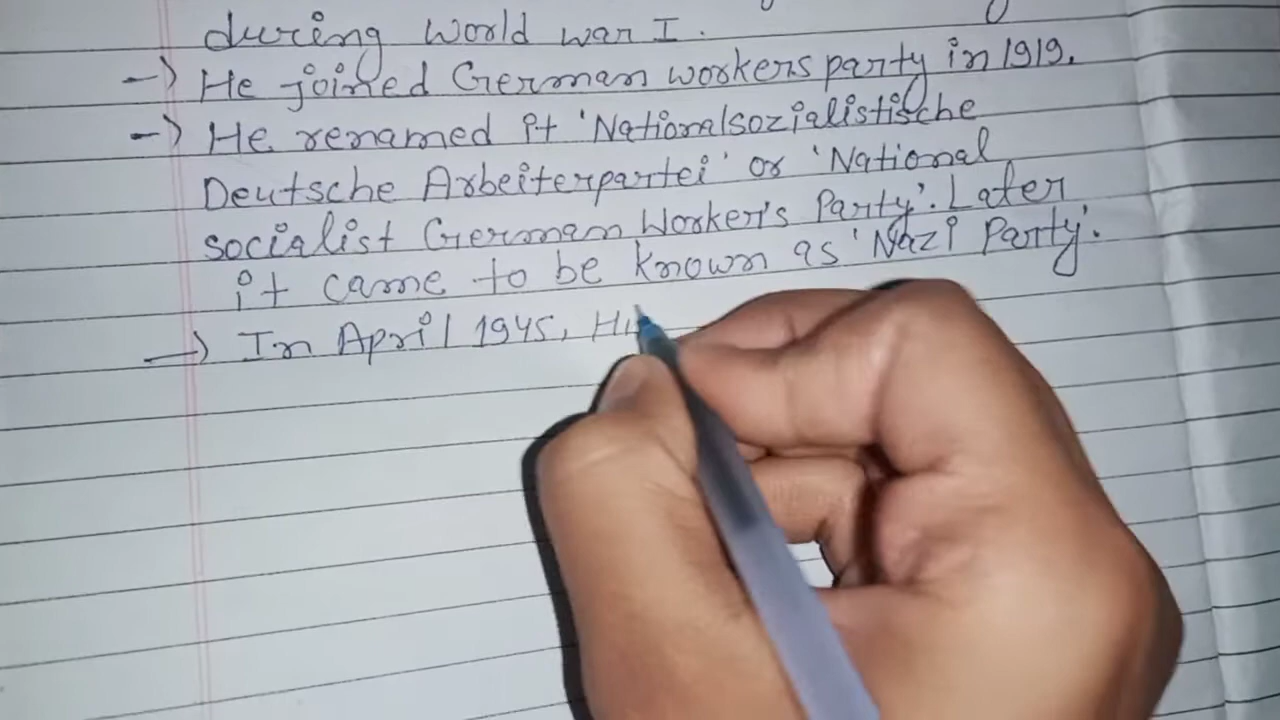 during world war I.
-> He joined German workers party in 1919.
-> He renamed it 'Nationalsozialistische
Deutsche Arbeiterpartei' or 'National
socialist German Worker's Party'. Later
it came to be known as 'Nazi Party'.
-> In April 1945, Hi